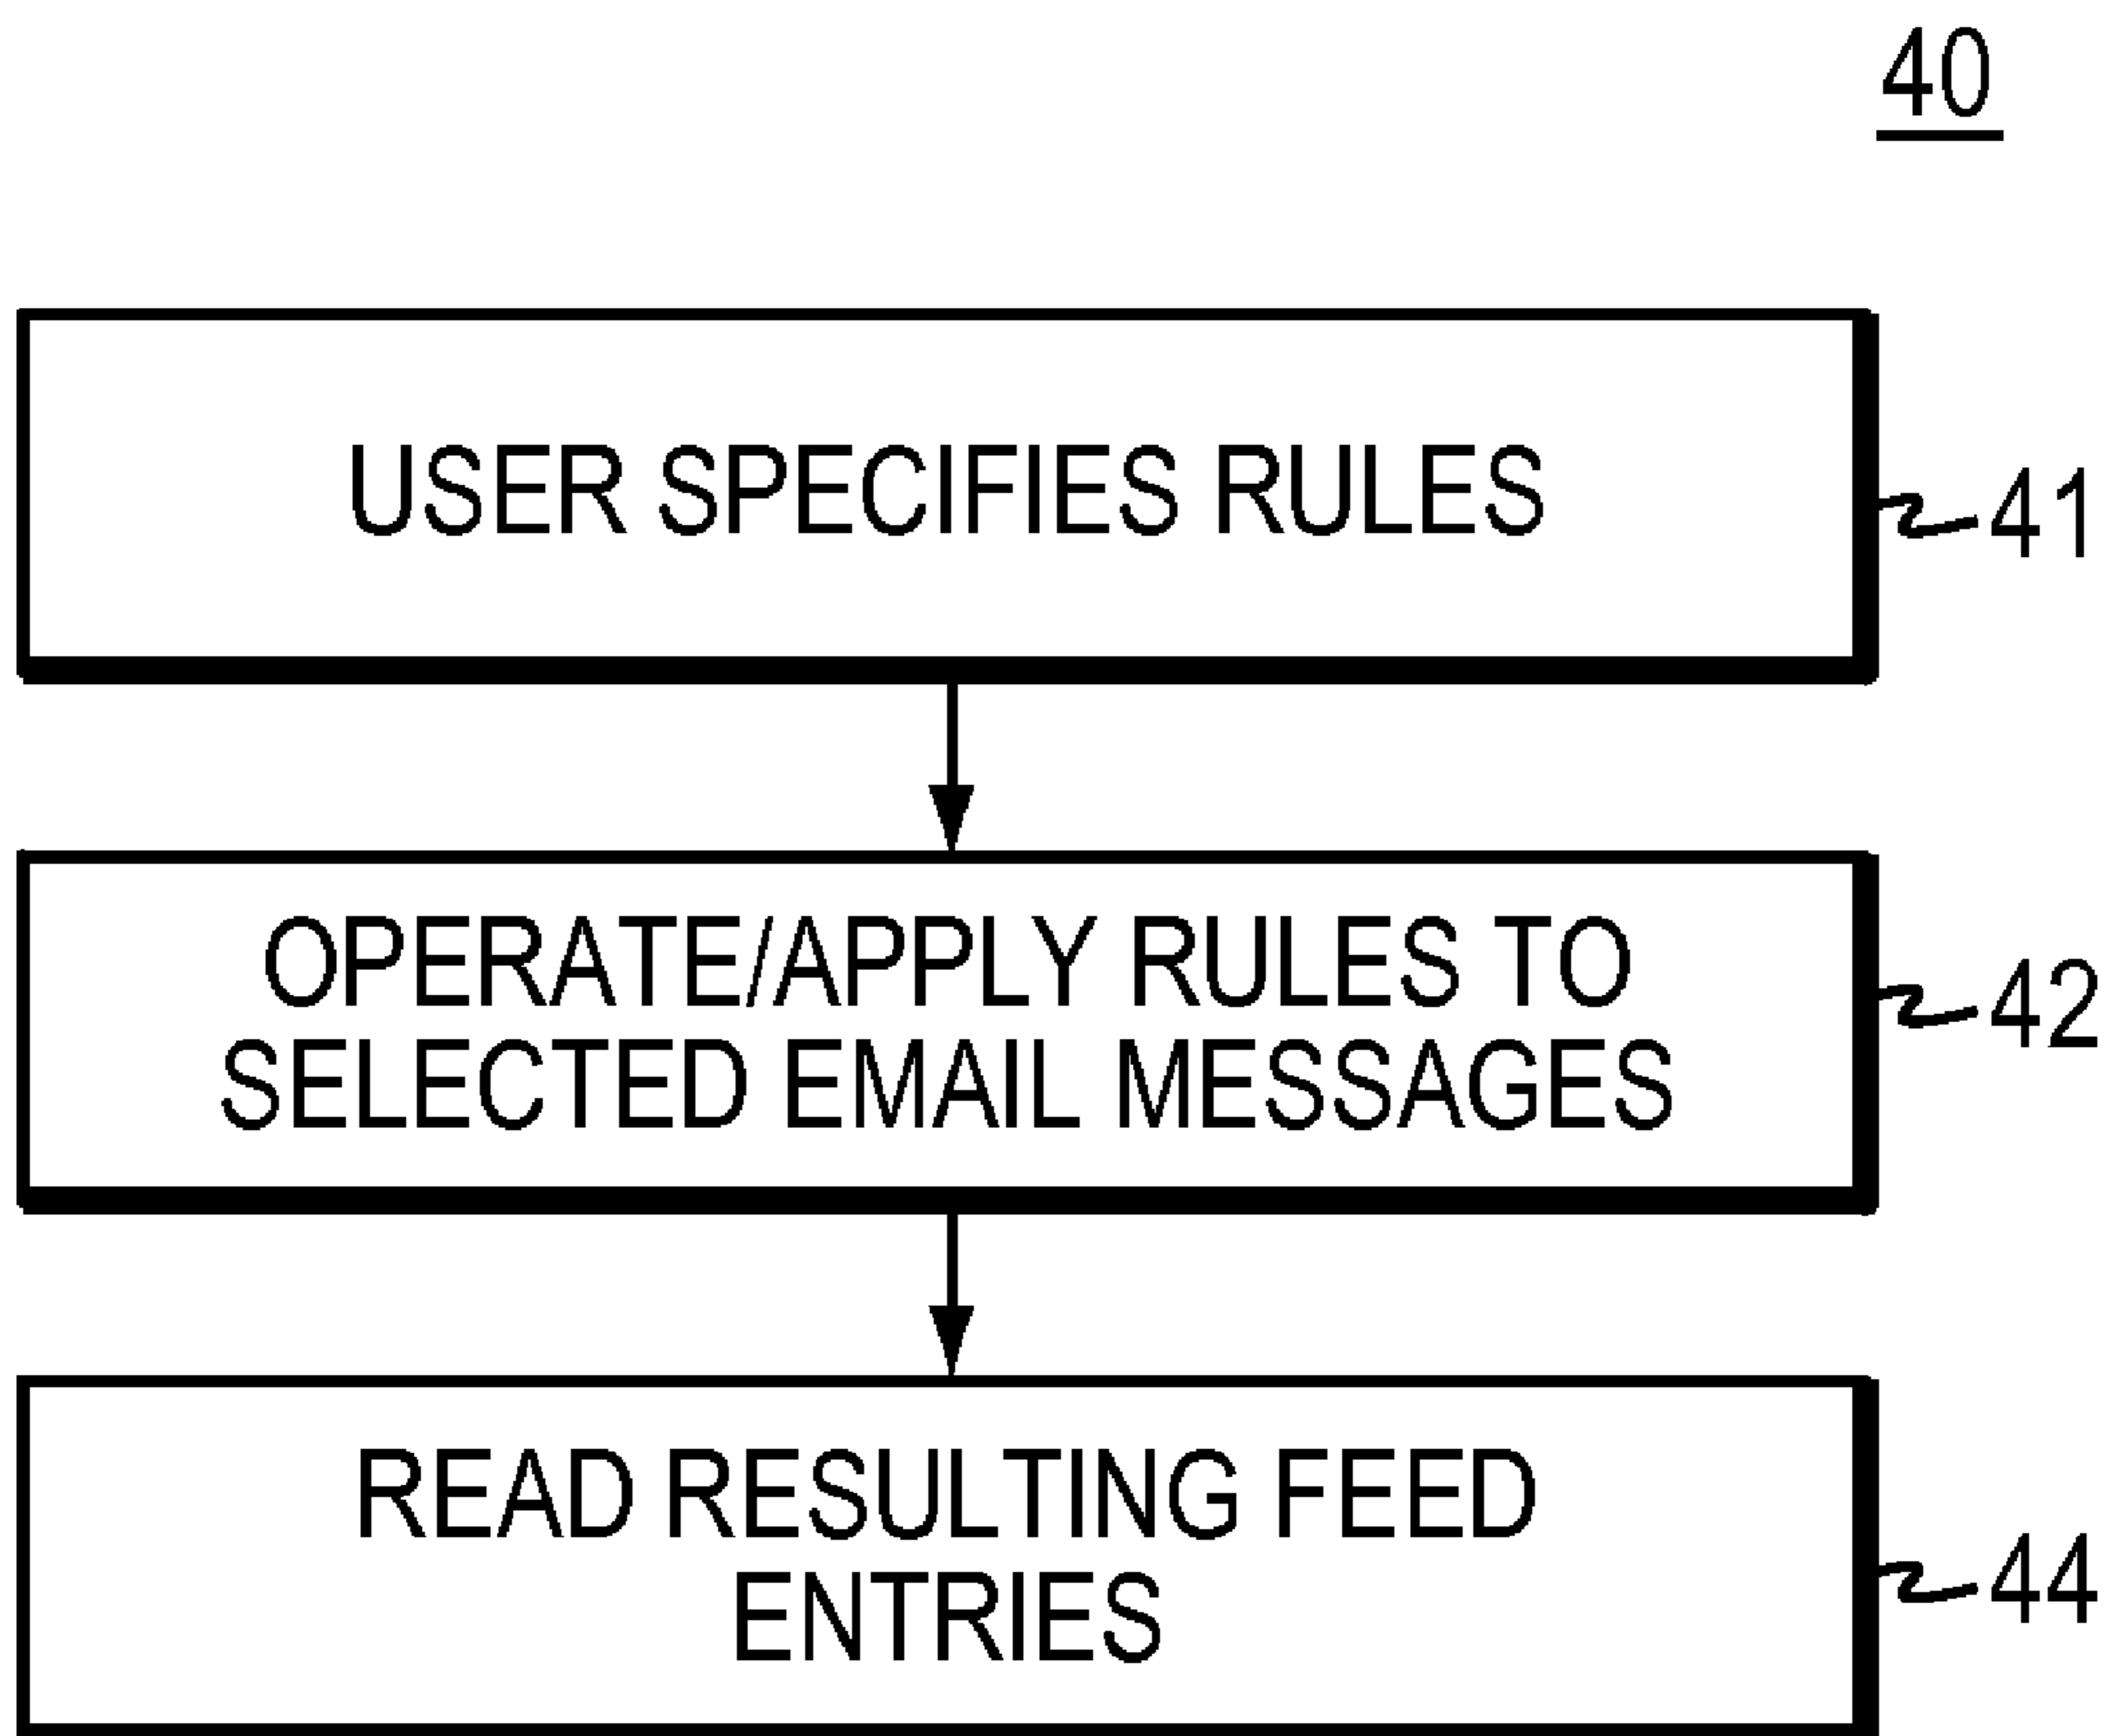 40
USER SPECIFIES RULES
41
OPERATE/APPLY RULES TO
SELECTED EMAIL MESSAGES
42
READ RESULTING FEED
ENTRIES
44